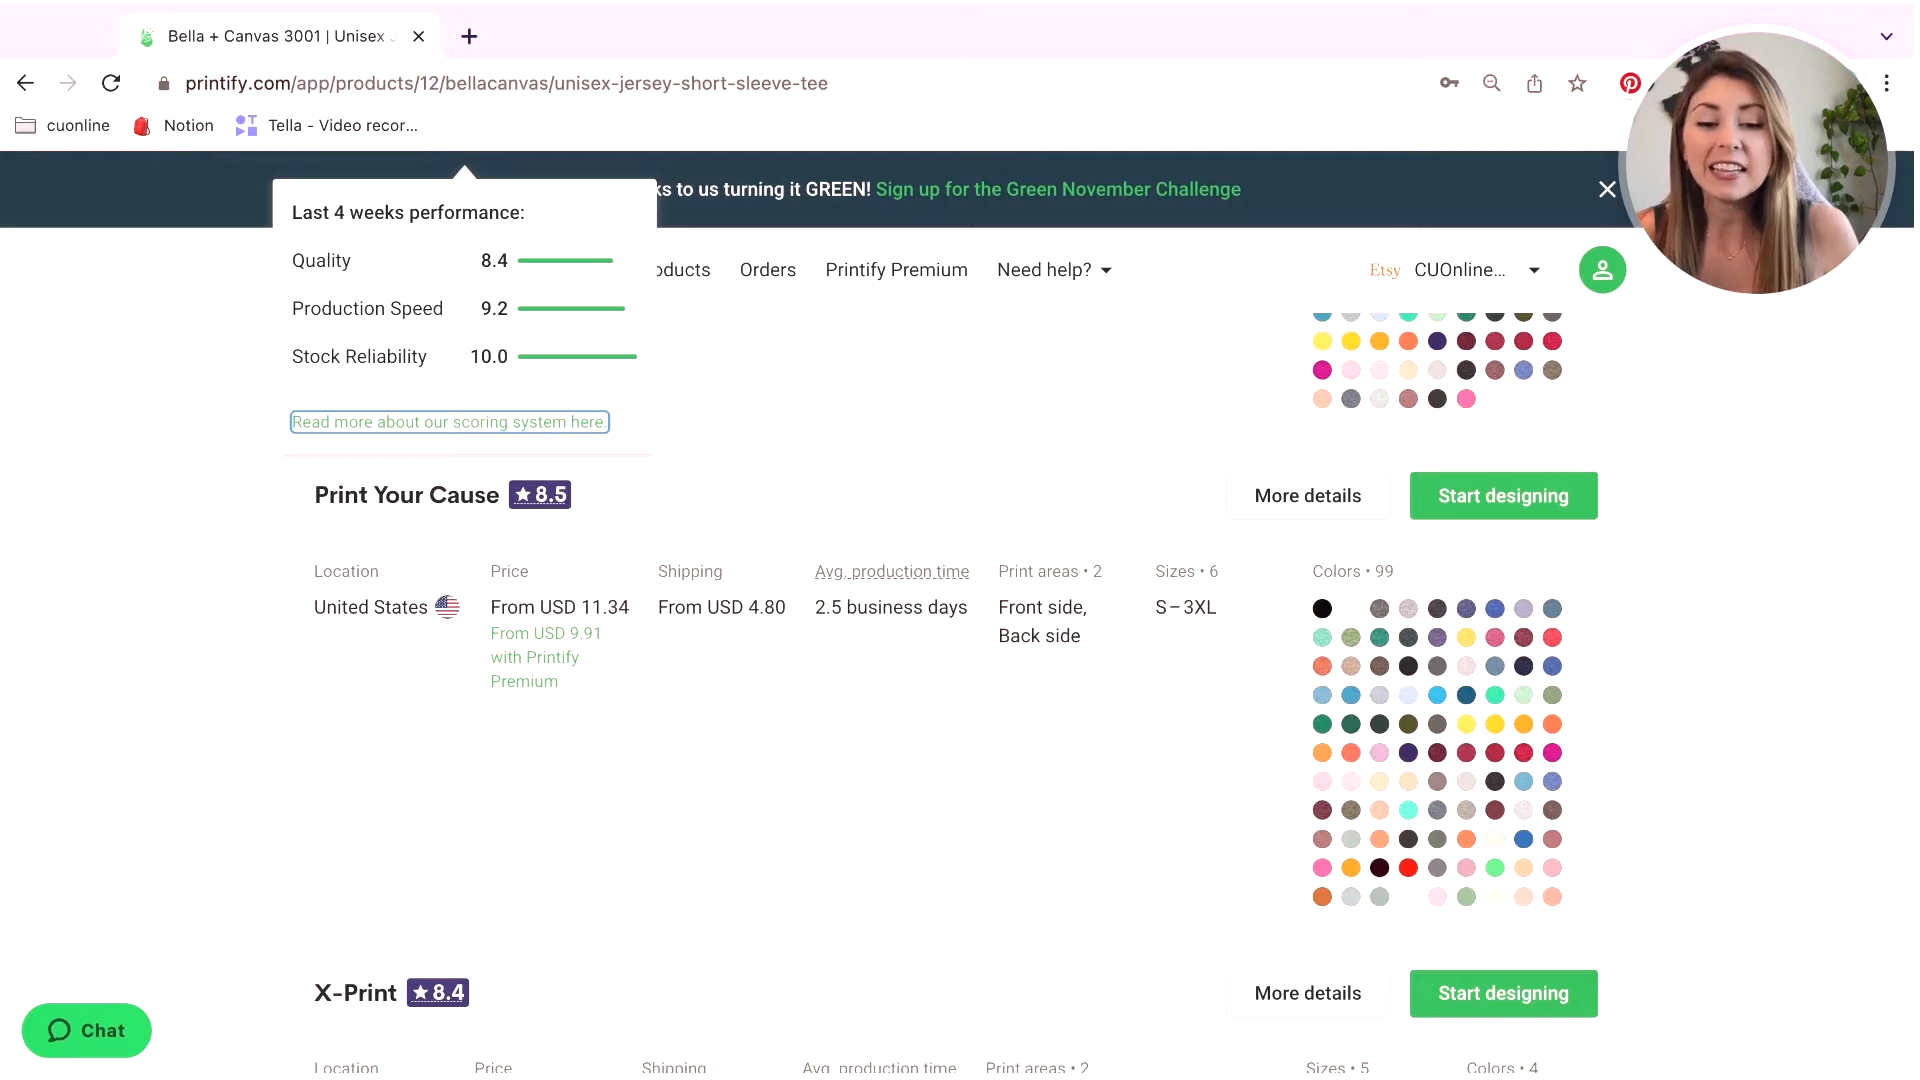 Bella + Canvas 3001 | Unisex
printify.com/app/products/12/bellacanvas/unisex-jersey-short-sleeve-tee
cuonline
Notion
Tella - Video recor...
ks to us turning it GREEN! Sign up for the Green November Challenge
Last 4 weeks performance:
Quality 8.4
Production Speed 9.2
Stock Reliability 10.0
Read more about our scoring system here.
oducts
Orders
Printify Premium
Need help?
Etsy CUOnline...
Print Your Cause ★ 8.5
More details
Start designing
Location
Price
Shipping
Avg. production time
Print areas • 2
Sizes • 6
Colors • 99
United States
From USD 11.34
From USD 4.80
2.5 business days
Front side,
Back side
S – 3XL
From USD 9.91
with Printify
Premium
X-Print ★ 8.4
More details
Start designing
Chat
Location
Price
Shipping
Avg. production time
Print areas • 2
Sizes • 5
Colors • 4